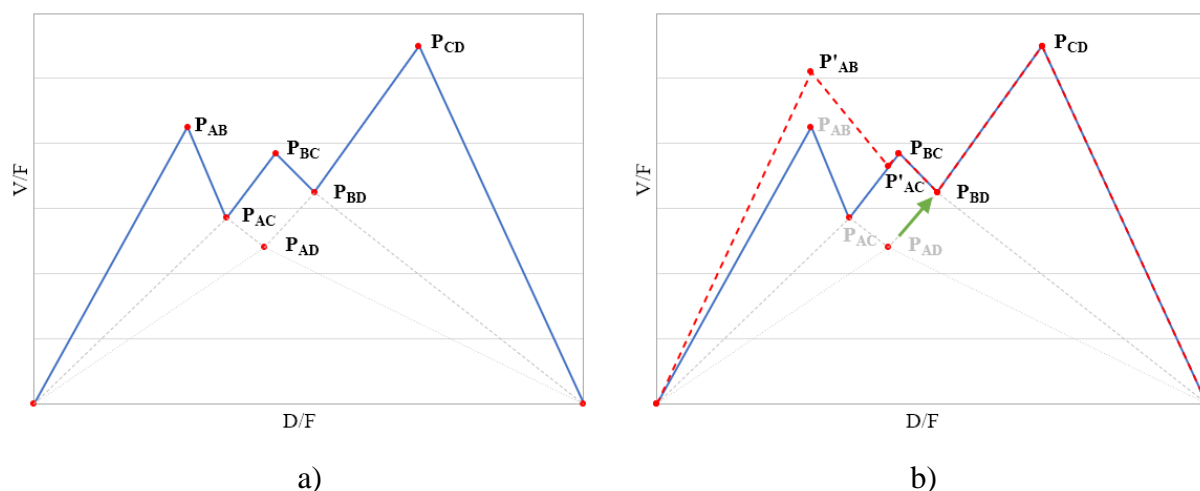 P_CD
P_AB
P_BC
P_BD
P_AC
P_AD
V/F
D/F
a)
P_CD
P'_AB
P_AB
P_BC
P'_AC
P_BD
P_AC
P_AD
V/F
D/F
b)